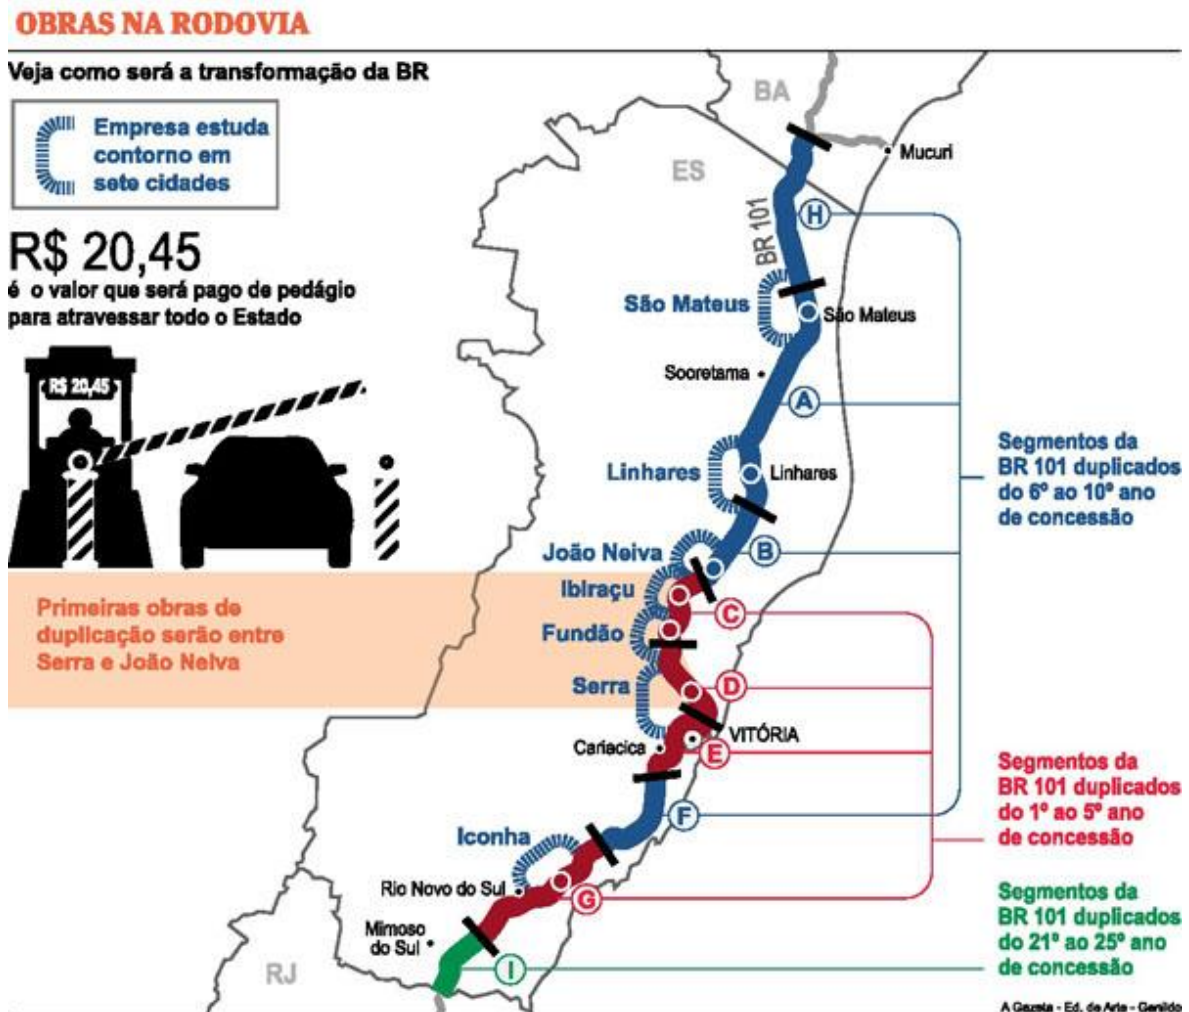 OBRAS NA RODOVIA
Veja como será a transformação da BR
Empresa estuda
contorno em
sete cidades
R$ 20,45
é o valor que será pago de pedágio
para atravessar todo o Estado
R$ 20,45
Primeiras obras de
duplicação serão entre
Serra e João Neiva
BA
Mucuri
ES
BR 101
H
São Mateus
São Mateus
Sooretama
A
Linhares
Linhares
João Neiva
B
Ibiraçu
C
Fundão
Serra
D
VITÓRIA
Cariacica
E
F
Iconha
Rio Novo do Sul
G
Mimoso
do Sul
I
RJ
Segmentos da
BR 101 duplicados
do 6º ao 10º ano
de concessão
Segmentos da
BR 101 duplicados
do 1º ao 5º ano
de concessão
Segmentos da
BR 101 duplicados
do 21º ao 25º ano
de concessão
A Gazeta - Ed. de Arte - Genildo